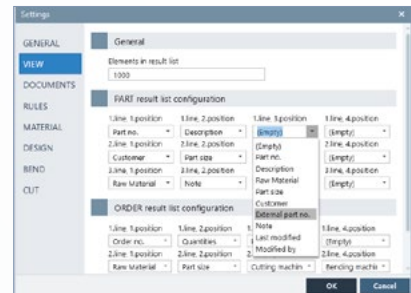 Settings
GENERAL
VIEW
DOCUMENTS
RULES
MATERIAL
DESIGN
BEND
CUT
General
Elements in result list
1000
PART result list configuration
1.line, 1.position 1.line, 2.position 1.line, 3.position 1.line, 4.position
Part no. Description (Empty) (Empty)
2.line, 1.position 2.line, 2.position 2.line, 4.position
Customer Part size (Empty)
3.line, 1.position 3.line, 2.position 3.line, 4.position
Raw Material Note (Empty)
(Empty)
Part no.
Description
Raw Material
Part size
Customer
External part no.
Note
Last modified
Modified by
ORDER result list configuration
1.line, 1.position 1.line, 2.position 1.line, 4.position
Order no. Quantities (Empty)
2.line, 1.position 2.line, 2.position 2.line, 4.position
Raw Material Part size Cutting machin Bending machin
OK Cancel